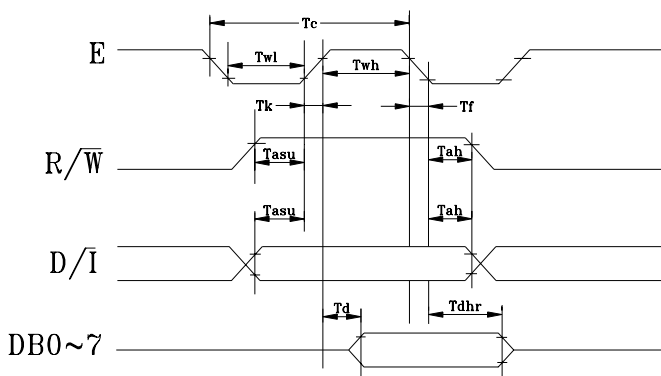 Tc
E
Twl
Twh
Tk
Tf
R/W̅
Tasu
Tah
Tasu
Tah
D/I̅
Td
Tdhr
DB0~7